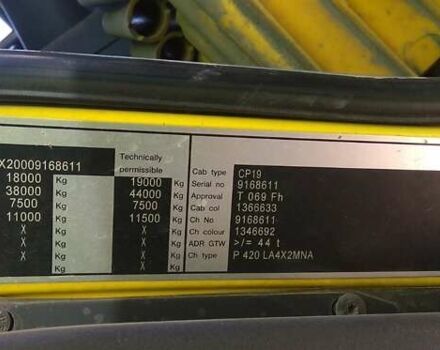 X20009168611
Technically
permissible
18000 Kg 19000 Kg
38000 Kg 44000 Kg
7500 Kg 7500 Kg
11000 Kg 11500 Kg
X Kg X Kg
X Kg X Kg
X Kg X Kg
Cab type CP19
Serial no 9168611
Approval T 069 Fh
Cab col 1366633
Ch No 9168611
Ch colour 1346692
ADR GTW >/= 44 t
Ch type P 420 LA4X2MNA